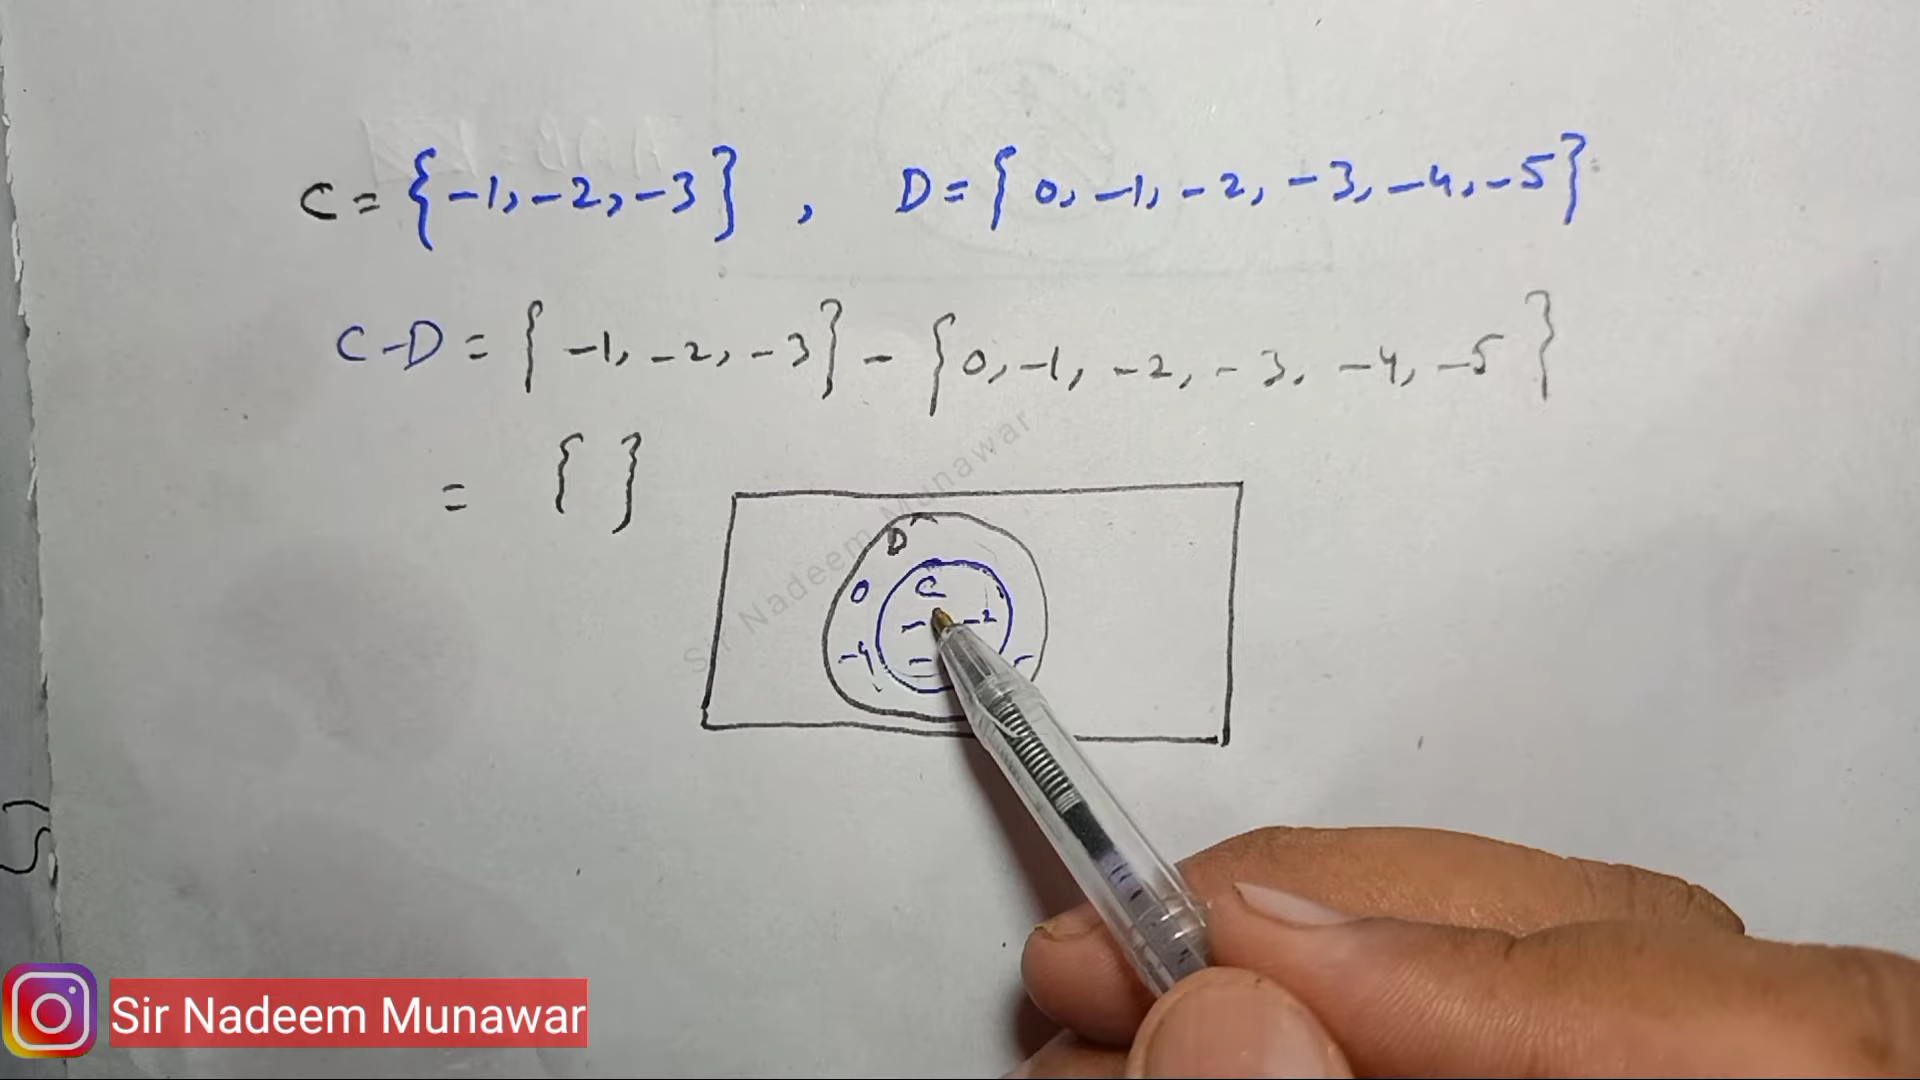 C = {-1, -2, -3} , D = {0, -1, -2, -3, -4, -5}
C-D = {-1, -2, -3} - {0, -1, -2, -3, -4, -5}
= { }
D
0 C
-2
-4
Sir Nadeem Munawar
Sir Nadeem Munawar